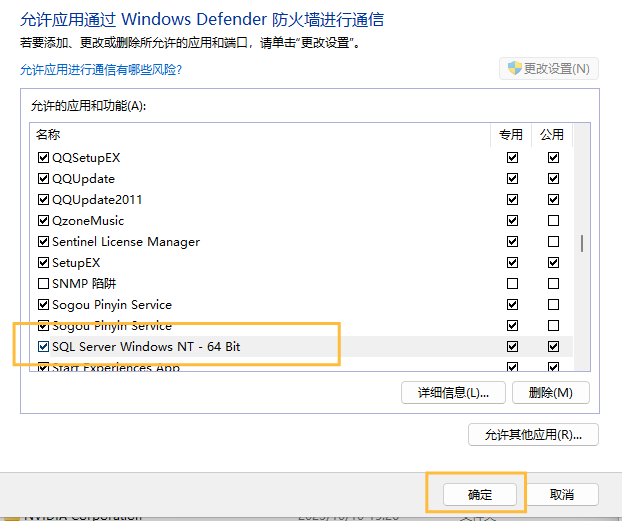 允许应用通过 Windows Defender 防火墙进行通信
若要添加、更改或删除所允许的应用和端口，请单击“更改设置”。
允许应用进行通信有哪些风险?
更改设置(N)
允许的应用和功能(A):
名称 专用 公用
QQSetupEX
QQUpdate
QQUpdate2011
QzoneMusic
Sentinel License Manager
SetupEX
SNMP 陷阱
Sogou Pinyin Service
Sogou Pinyin Service
SQL Server Windows NT - 64 Bit
Start Experiences App
详细信息(L)... 删除(M)
允许其他应用(R)...
确定 取消
NVIDIA Corporation